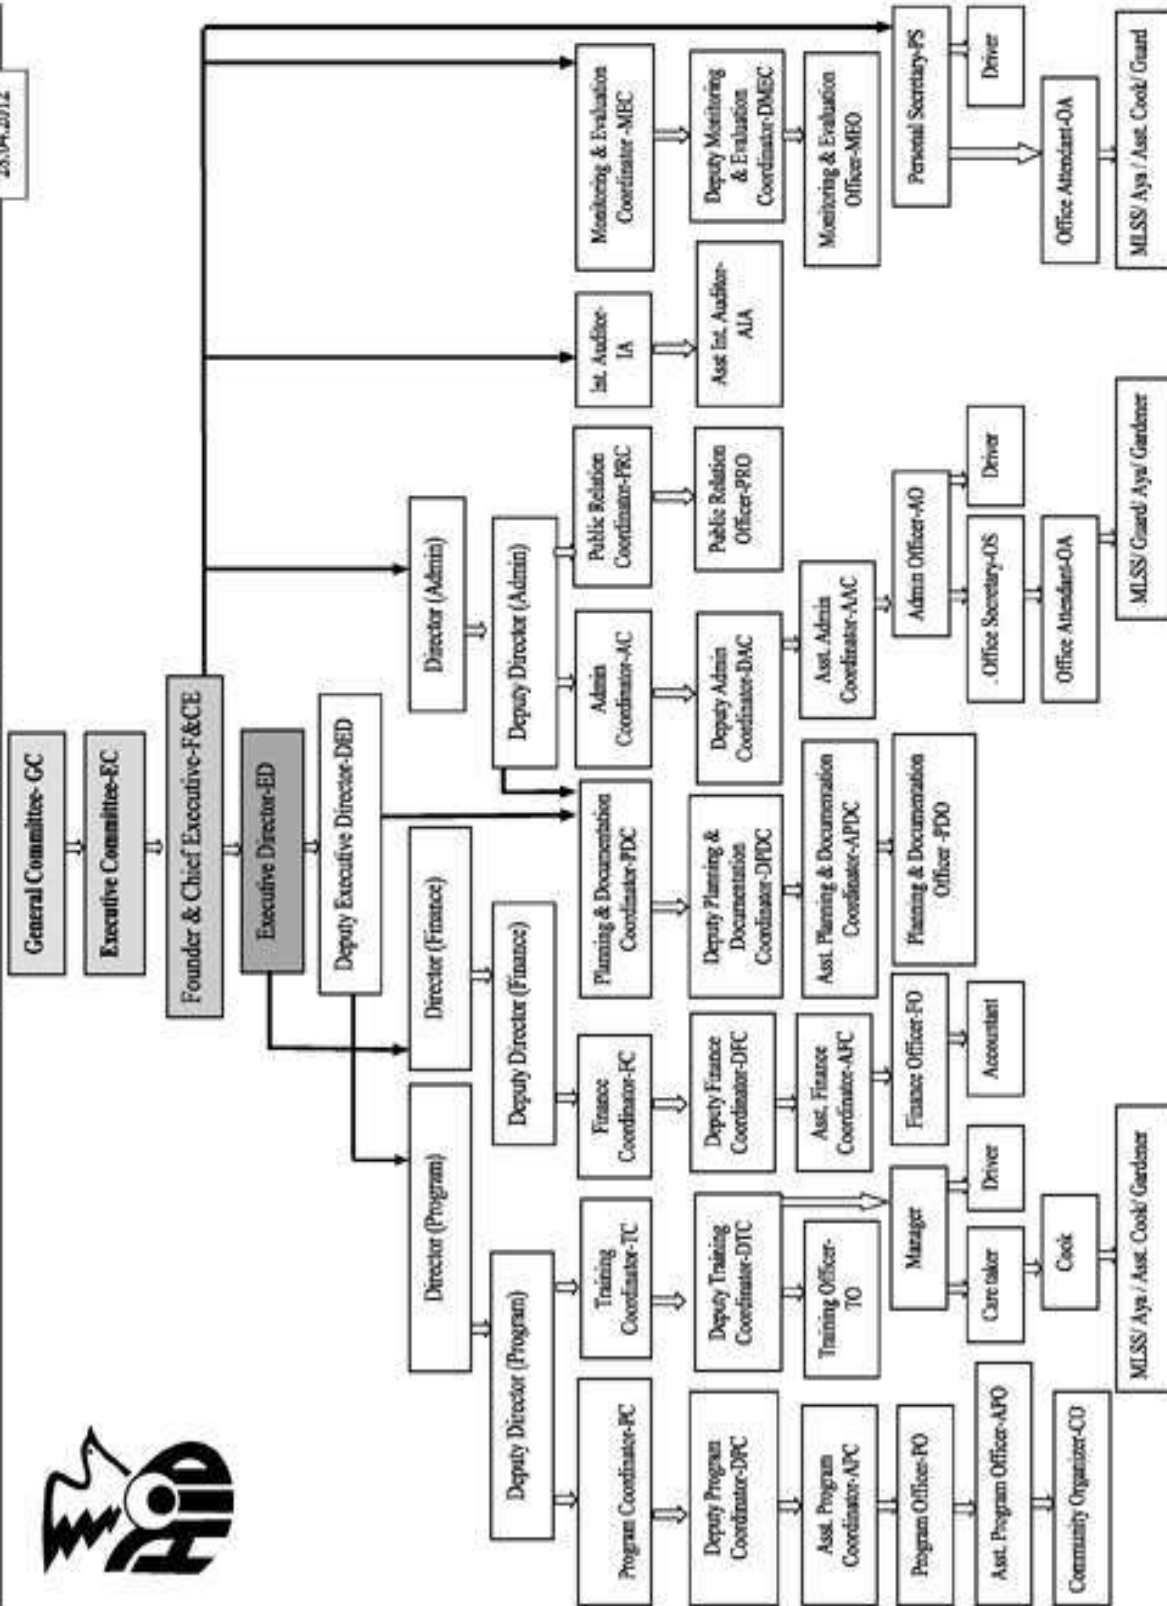 28.04.2012
General Committee- GC
Executive Committee-EC
Founder & Chief Executive-F&CE
Executive Director-ED
Deputy Executive Director-DED
Director (Program)
Director (Finance)
Director (Admin)
Deputy Director (Program)
Deputy Director (Finance)
Deputy Director (Admin)
Program Coordinator-PC
Training
Coordinator-TC
Finance
Coordinator-FC
Planning & Documentation
Coordinator-PDC
Admin
Coordinator-AC
Public Relation
Coordinator-PRC
Int. Auditor-
IA
Monitoring & Evaluation
Coordinator -MEC
Deputy Program
Coordinator-DPC
Deputy Training
Coordinator-DTC
Deputy Finance
Coordinator-DFC
Deputy Planning &
Documentation
Coordinator-DPDC
Deputy Admin
Coordinator-DAC
Public Relation
Officer-PRO
Asst Int. Auditor-
AIA
Deputy Monitoring
& Evaluation
Coordinator-DMEC
Asst. Program
Coordinator-APC
Training Officer-
TO
Asst. Finance
Coordinator-AFC
Asst. Planning & Documentation
Coordinator-APDC
Asst. Admin
Coordinator-AAC
Monitoring & Evaluation
Officer-MEO
Program Officer-PO
Manager
Finance Officer-FO
Planning & Documentation
Officer -PDO
Admin Officer-AO
Personal Secretary-PS
Asst. Program Officer-APO
Care taker
Driver
Accountant
. Office Secretary-OS
Driver
Driver
Community Organizer-CO
Cook
Office Attendant-OA
Office Attendant-OA
MLSS/ Aya / Asst. Cook/ Gardener
MLSS/ Guard/ Aya/ Gardener
MLSS/ Aya / Asst. Cook/ Guard